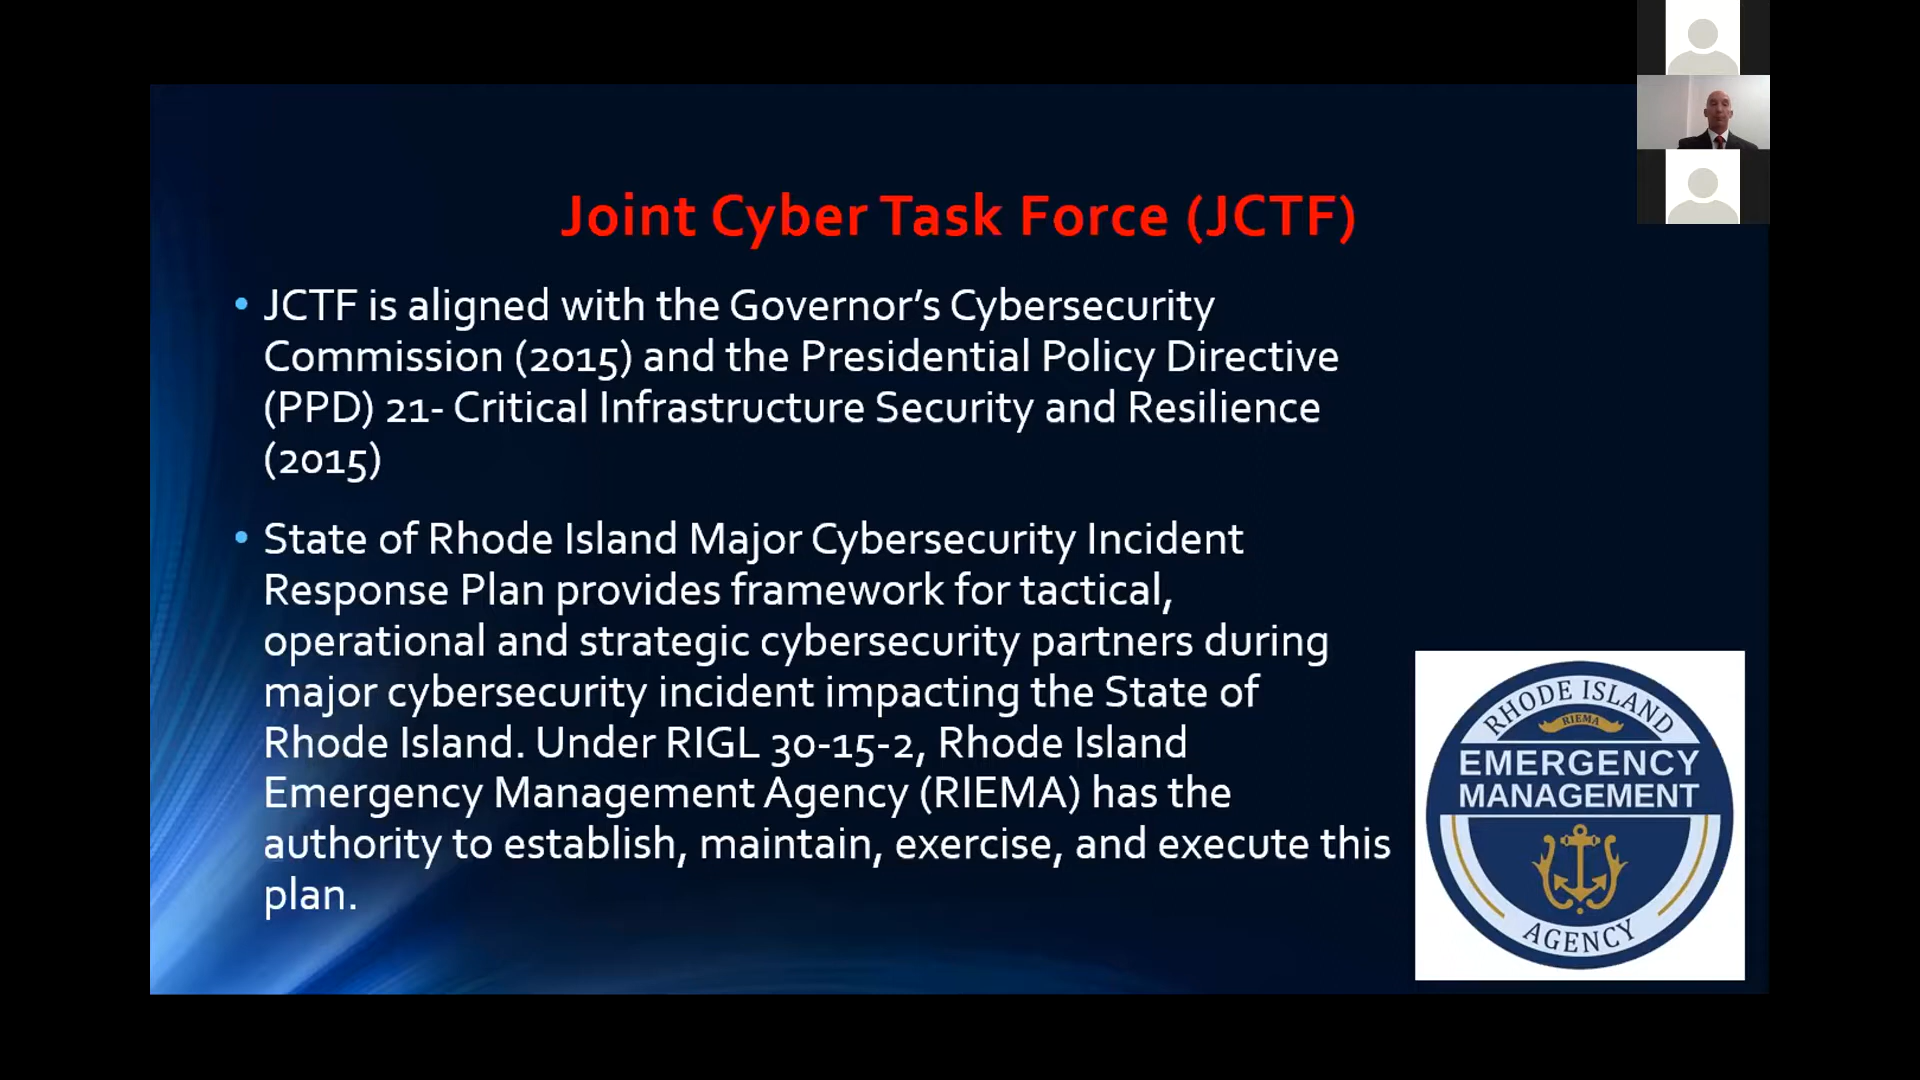 Joint Cyber Task Force (JCTF)
• JCTF is aligned with the Governor’s Cybersecurity
Commission (2015) and the Presidential Policy Directive
(PPD) 21- Critical Infrastructure Security and Resilience
(2015)
• State of Rhode Island Major Cybersecurity Incident
Response Plan provides framework for tactical,
operational and strategic cybersecurity partners during
major cybersecurity incident impacting the State of
Rhode Island. Under RIGL 30-15-2, Rhode Island
Emergency Management Agency (RIEMA) has the
authority to establish, maintain, exercise, and execute this
plan.
RHODE ISLAND
RIEMA
EMERGENCY
MANAGEMENT
AGENCY